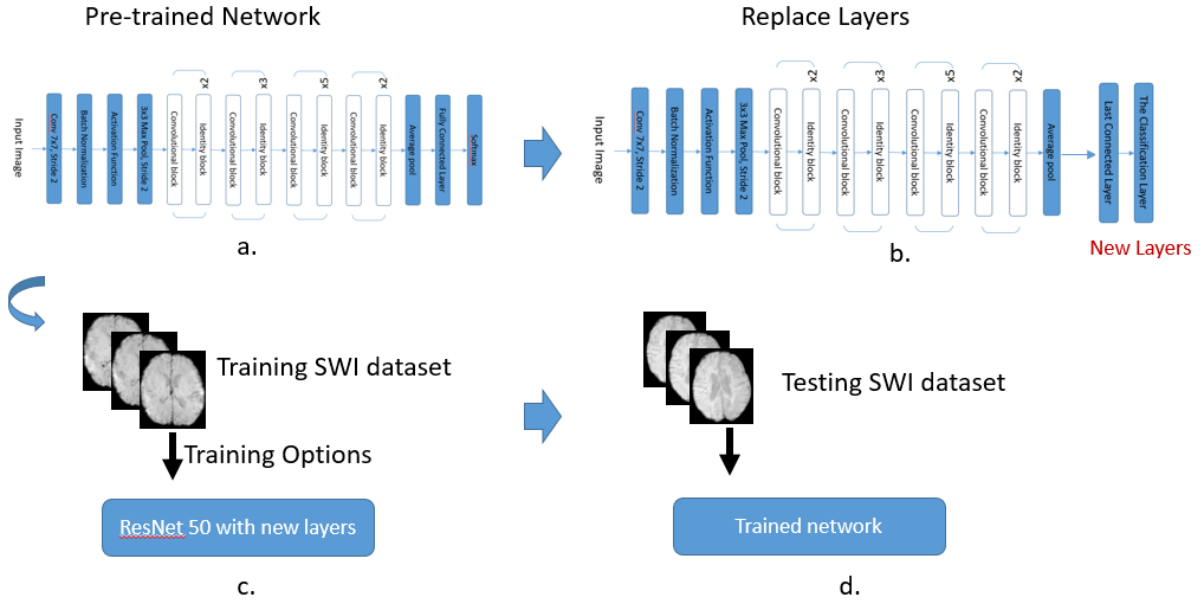 Pre-trained Network
Input Image
Conv 7x7, Stride 2
Batch Normalization
Activation Function
3x3 Max Pool, Stride 2
Convolutional block
Identity block
x2
Convolutional block
Identity block
x3
Convolutional block
Identity block
x5
Convolutional block
Identity block
x2
Average pool
Fully Connected Layer
Softmax
a.
Replace Layers
Input Image
Conv 7x7, Stride 2
Batch Normalization
Activation Function
3x3 Max Pool, Stride 2
Convolutional block
Identity block
x2
Convolutional block
Identity block
x3
Convolutional block
Identity block
x5
Convolutional block
Identity block
x2
Average pool
Last Connected Layer
The Classification Layer
New Layers
b.
Training SWI dataset
Training Options
ResNet 50 with new layers
c.
Testing SWI dataset
Trained network
d.